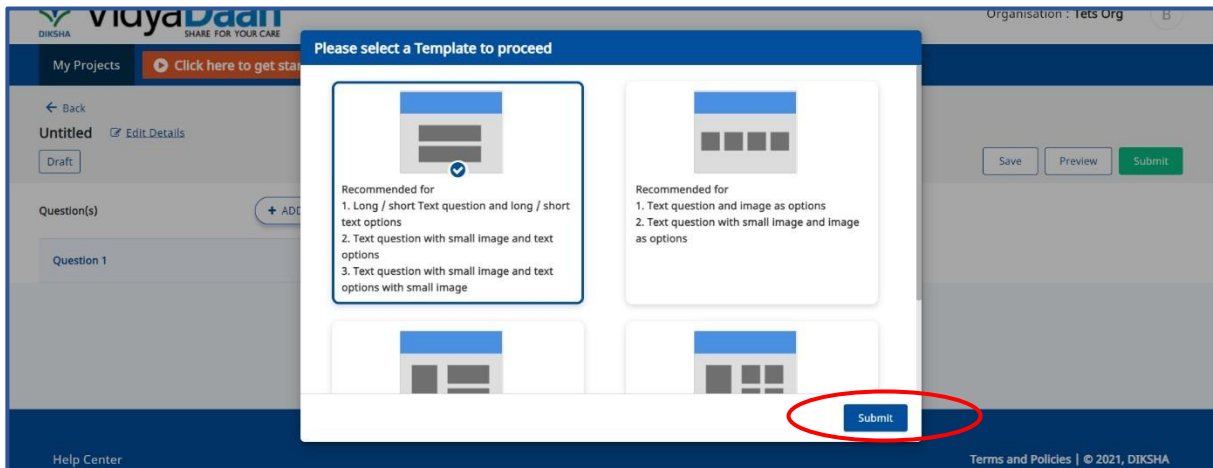 VidyaDaan
DIKSHA
SHARE FOR YOUR CARE
Organisation : Tets Org
B
My Projects
Click here to get star
Please select a Template to proceed
← Back
Untitled Edit Details
Draft
Save
Preview
Submit
Question(s)
+ ADD
Question 1
Recommended for
1. Long / short Text question and long / short
text options
2. Text question with small image and text
options
3. Text question with small image and text
options with small image
Recommended for
1. Text question and image as options
2. Text question with small image and image
as options
Submit
Help Center
Terms and Policies | © 2021, DIKSHA